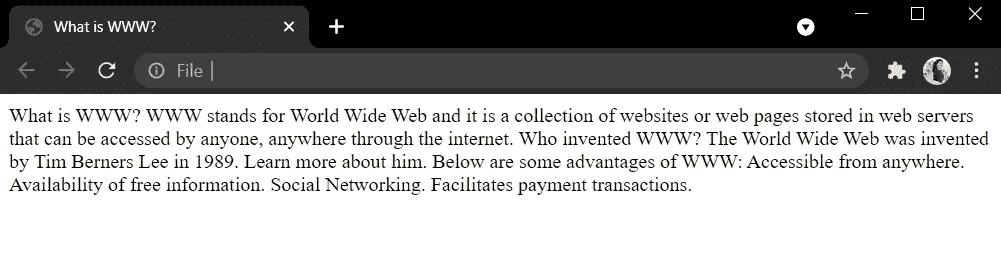 What is WWW?
File
What is WWW? WWW stands for World Wide Web and it is a collection of websites or web pages stored in web servers
that can be accessed by anyone, anywhere through the internet. Who invented WWW? The World Wide Web was invented
by Tim Berners Lee in 1989. Learn more about him. Below are some advantages of WWW: Accessible from anywhere.
Availability of free information. Social Networking. Facilitates payment transactions.